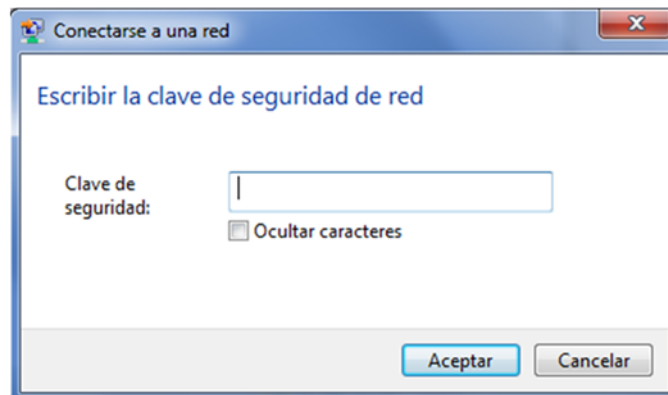 Conectarse a una red
Escribir la clave de seguridad de red
Clave de
seguridad:
Ocultar caracteres
Aceptar
Cancelar